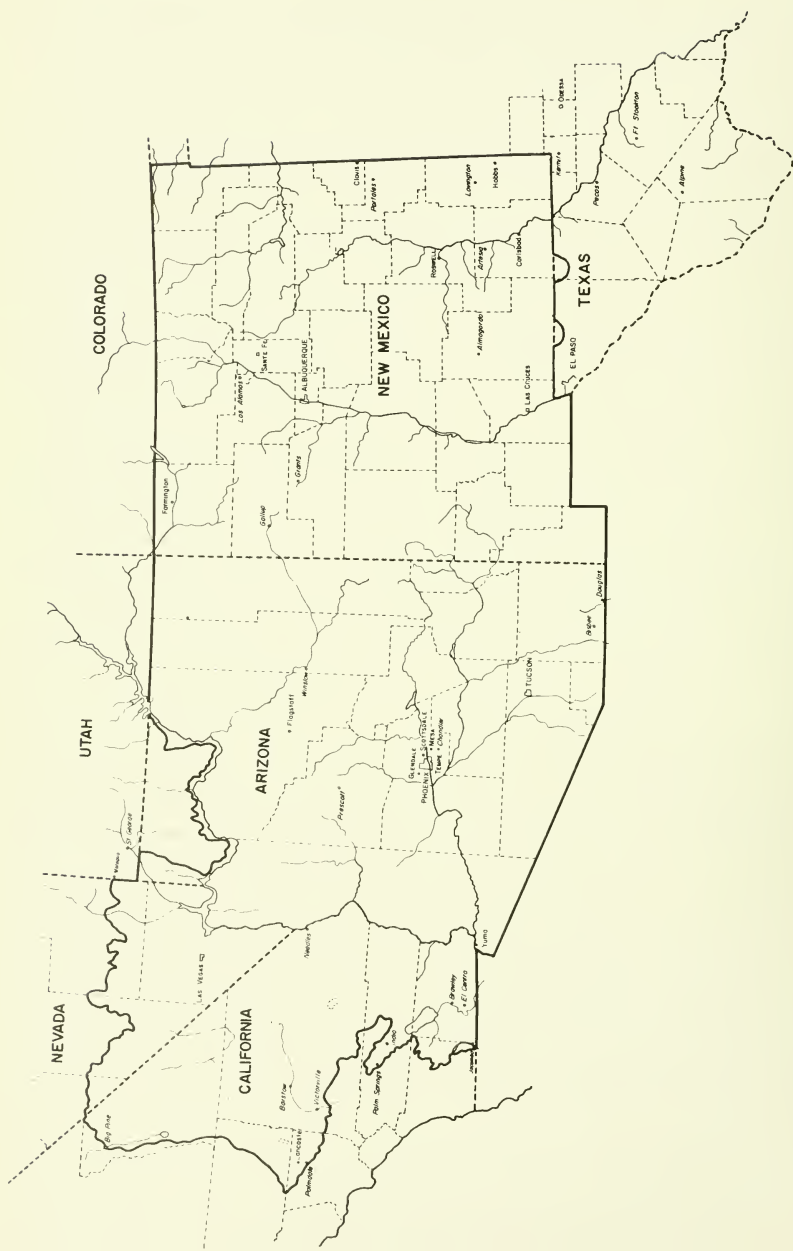 NEVADA
UTAH
COLORADO
CALIFORNIA
ARIZONA
NEW MEXICO
TEXAS
Big Pine
LAS VEGAS
St George
Needles
Barstow
Victorville
Lancaster
Palmdale
Palm Springs
Indio
Brawley
El Centro
Yuma
Flagstaff
Winslow
Prescott
GLENDALE
PHOENIX
SCOTTSDALE
MESA
TEMPE
Chandler
TUCSON
Bisbee
Douglas
Farmington
Gallup
Grants
Los Alamos
SANTE FE
ALBUQUERQUE
Clovis
Portales
ROSWELL
Artesia
Lovington
Hobbs
Carlsbad
Almogordo
LAS CRUCES
EL PASO
ODESSA
Kermit
Pecos
Ft Stockton
Alpine